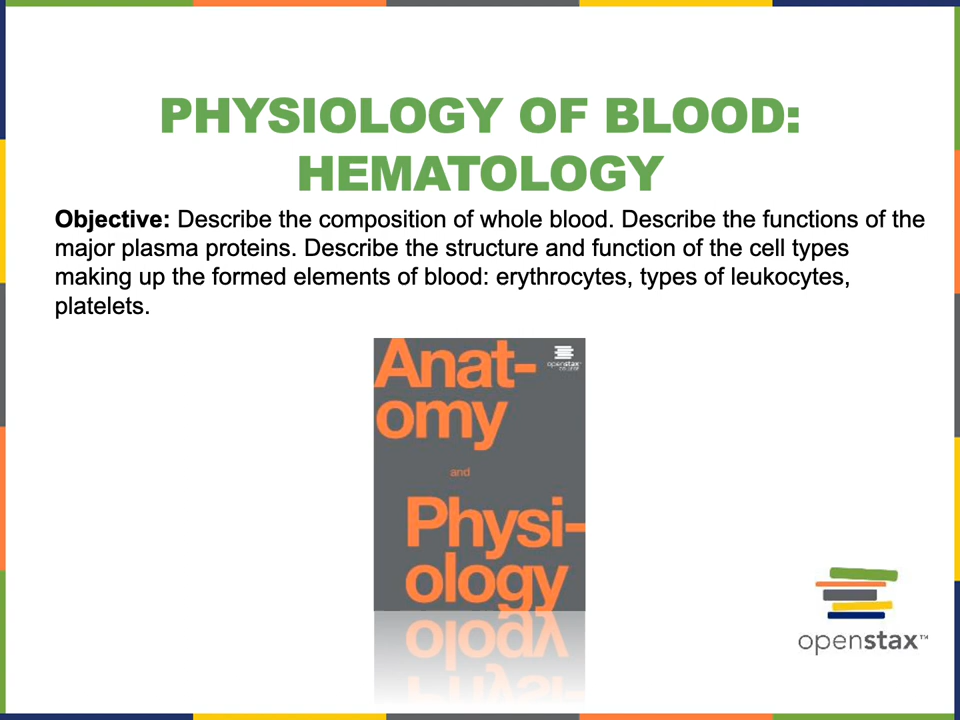 PHYSIOLOGY OF BLOOD:
HEMATOLOGY
Objective: Describe the composition of whole blood. Describe the functions of the
major plasma proteins. Describe the structure and function of the cell types
making up the formed elements of blood: erythrocytes, types of leukocytes,
platelets.
Anat-
omy
openstax
and
Physi-
ology
openstax™